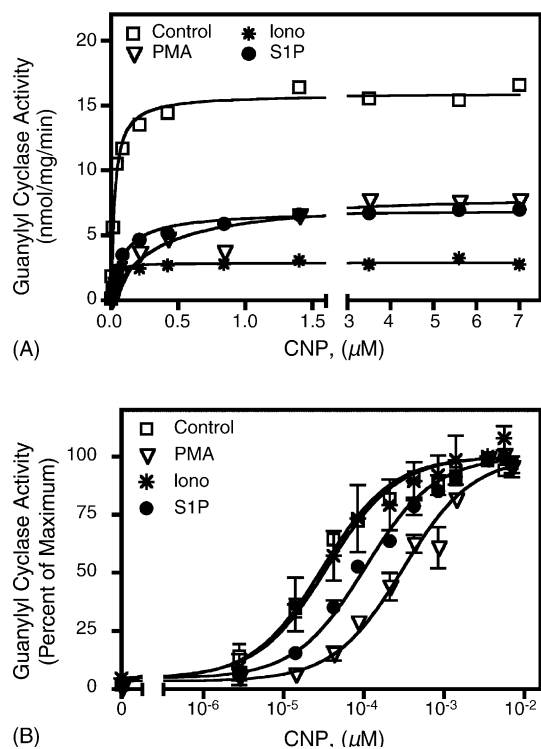 Control
Iono
PMA
S1P
Guanylyl Cyclase Activity
(nmol/mg/min)
20
15
10
5
0
0.0
0.5
1.0
1.5
3
4
5
6
7
CNP, (μM)
(A)
Control
PMA
Iono
S1P
Guanylyl Cyclase Activity
(Percent of Maximum)
100
75
50
25
0
0
10-6
10-5
10-4
10-3
10-2
CNP, (μM)
(B)